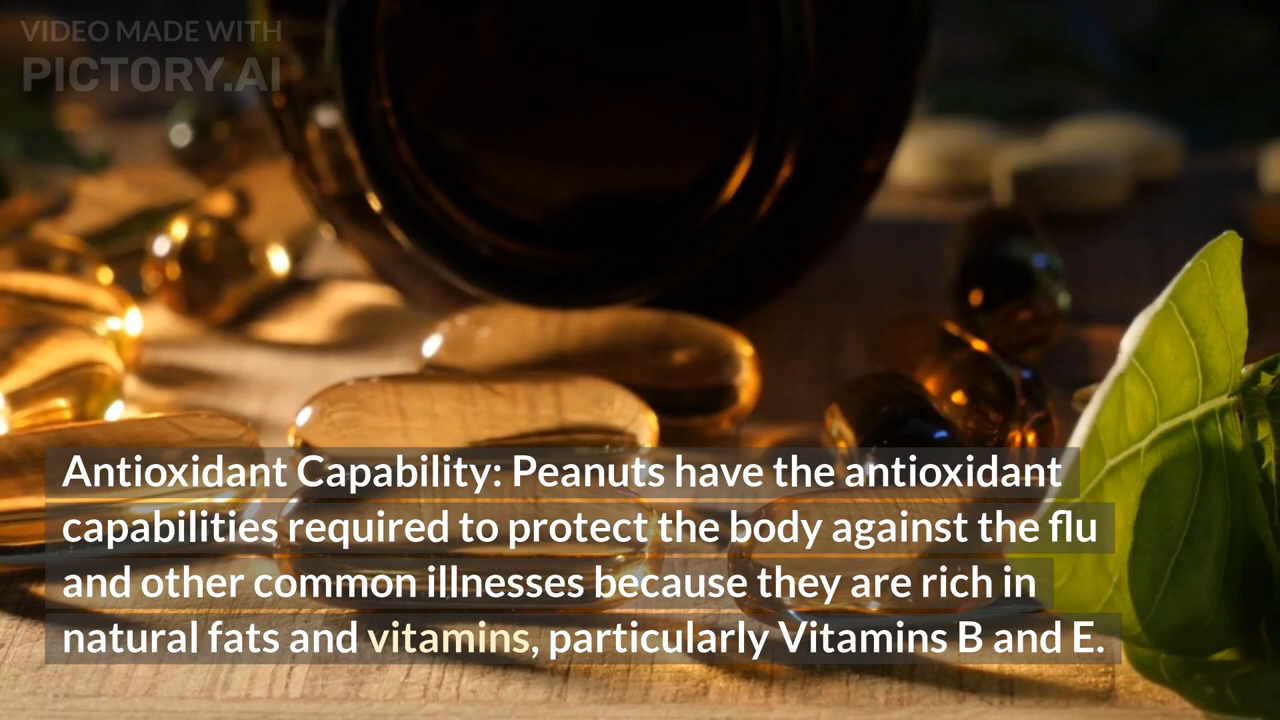 VIDEO MADE WITH
PICTORY.AI
Antioxidant Capability: Peanuts have the antioxidant
capabilities required to protect the body against the flu
and other common illnesses because they are rich in
natural fats and vitamins, particularly Vitamins B and E.